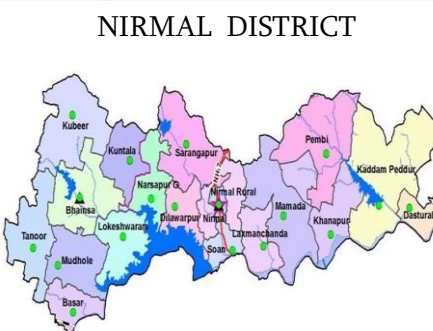 NIRMAL DISTRICT
Kubeer
Kuntala
Sarangapur
Pembi
Kaddam Peddur
Narsapur G
Nirmal Roral
Bhainsa
Dilawarpur
Nirmal
Mamada
Khanapur
Dastural
Tanoor
Lokeshwaram
Laxmanchanda
Soan
Mudhole
Basar